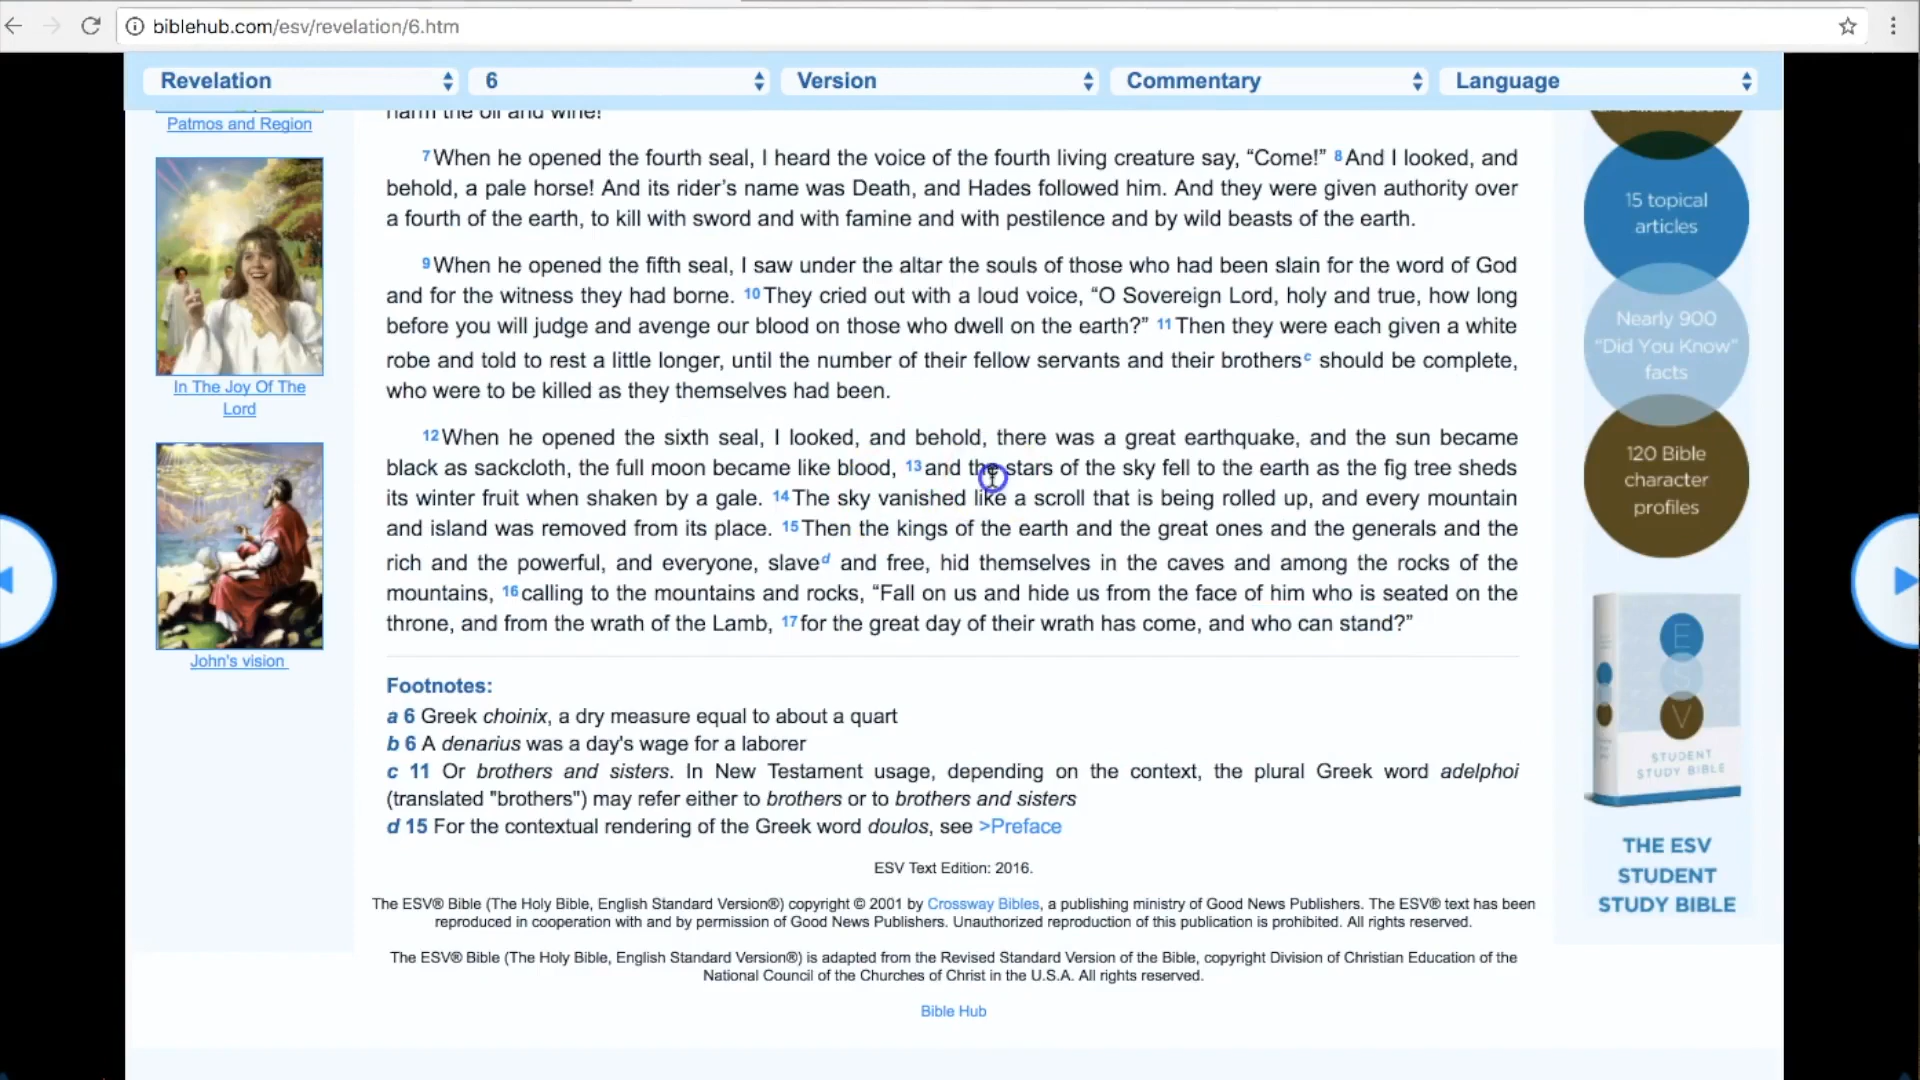 biblehub.com/esv/revelation/6.htm
Revelation
6
Version
Commentary
Language
Patmos and Region
In The Joy Of The
Lord
John's vision
harm the oil and wine!
7When he opened the fourth seal, I heard the voice of the fourth living creature say, “Come!” 8And I looked, and
behold, a pale horse! And its rider’s name was Death, and Hades followed him. And they were given authority over
a fourth of the earth, to kill with sword and with famine and with pestilence and by wild beasts of the earth.
9When he opened the fifth seal, I saw under the altar the souls of those who had been slain for the word of God
and for the witness they had borne. 10They cried out with a loud voice, “O Sovereign Lord, holy and true, how long
before you will judge and avenge our blood on those who dwell on the earth?” 11Then they were each given a white
robe and told to rest a little longer, until the number of their fellow servants and their brothersc should be complete,
who were to be killed as they themselves had been.
12When he opened the sixth seal, I looked, and behold, there was a great earthquake, and the sun became
black as sackcloth, the full moon became like blood, 13and the stars of the sky fell to the earth as the fig tree sheds
its winter fruit when shaken by a gale. 14The sky vanished like a scroll that is being rolled up, and every mountain
and island was removed from its place. 15Then the kings of the earth and the great ones and the generals and the
rich and the powerful, and everyone, slaved and free, hid themselves in the caves and among the rocks of the
mountains, 16calling to the mountains and rocks, “Fall on us and hide us from the face of him who is seated on the
throne, and from the wrath of the Lamb, 17for the great day of their wrath has come, and who can stand?”
Footnotes:
a 6 Greek choinix, a dry measure equal to about a quart
b 6 A denarius was a day's wage for a laborer
c 11 Or brothers and sisters. In New Testament usage, depending on the context, the plural Greek word adelphoi
(translated "brothers") may refer either to brothers or to brothers and sisters
d 15 For the contextual rendering of the Greek word doulos, see >Preface
ESV Text Edition: 2016.
The ESV® Bible (The Holy Bible, English Standard Version®) copyright © 2001 by Crossway Bibles, a publishing ministry of Good News Publishers. The ESV® text has been
reproduced in cooperation with and by permission of Good News Publishers. Unauthorized reproduction of this publication is prohibited. All rights reserved.
The ESV® Bible (The Holy Bible, English Standard Version®) is adapted from the Revised Standard Version of the Bible, copyright Division of Christian Education of the
National Council of the Churches of Christ in the U.S.A. All rights reserved.
Bible Hub
15 topical
articles
Nearly 900
"Did You Know"
facts
120 Bible
character
profiles
E
S
V
STUDENT
STUDY BIBLE
THE ESV
STUDENT
STUDY BIBLE